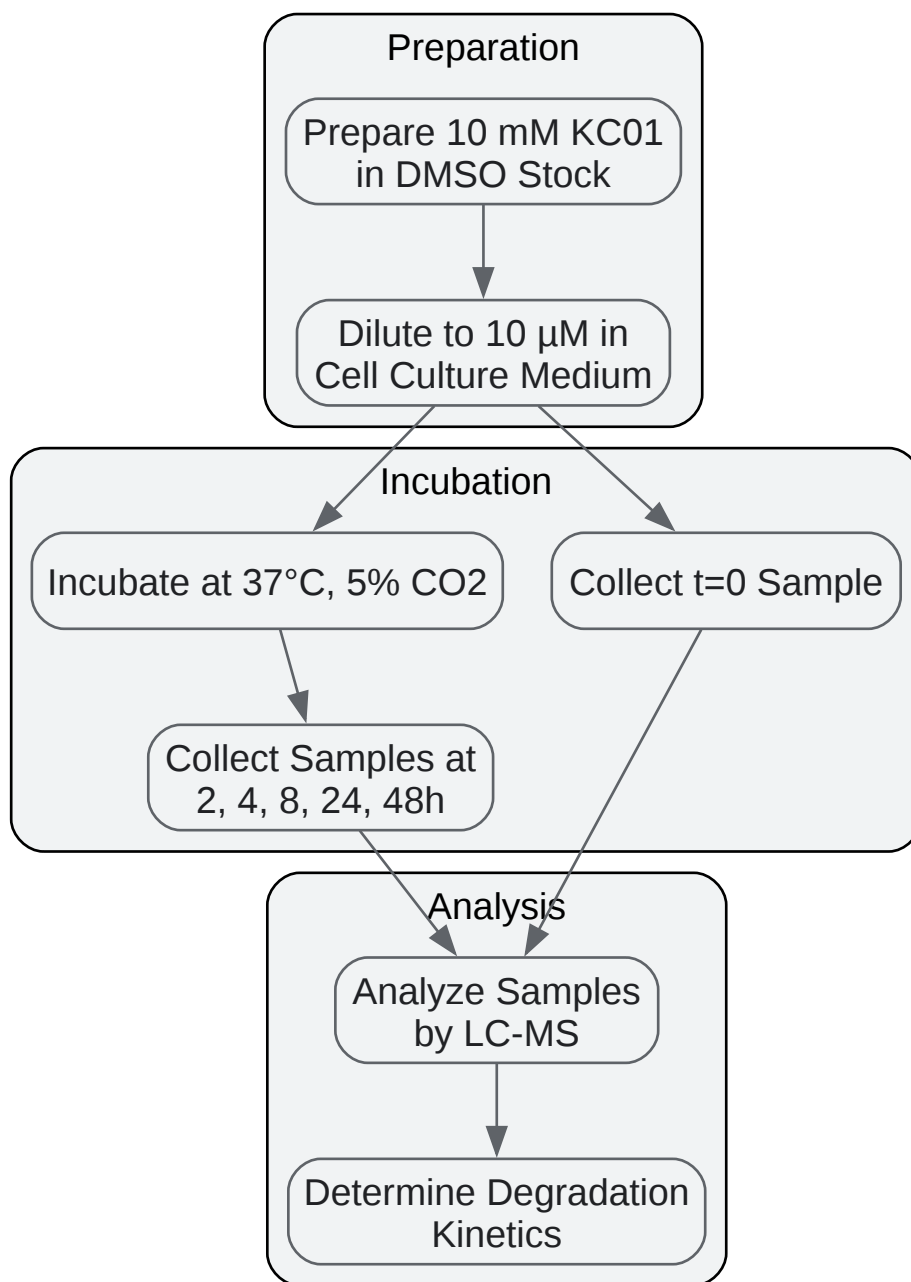 Preparation
Prepare 10 mM KC01
in DMSO Stock
Dilute to 10 µM in
Cell Culture Medium
Incubation
Incubate at 37°C, 5% CO2
Collect t=0 Sample
Collect Samples at
2, 4, 8, 24, 48h
Analysis
Analyze Samples
by LC-MS
Determine Degradation
Kinetics